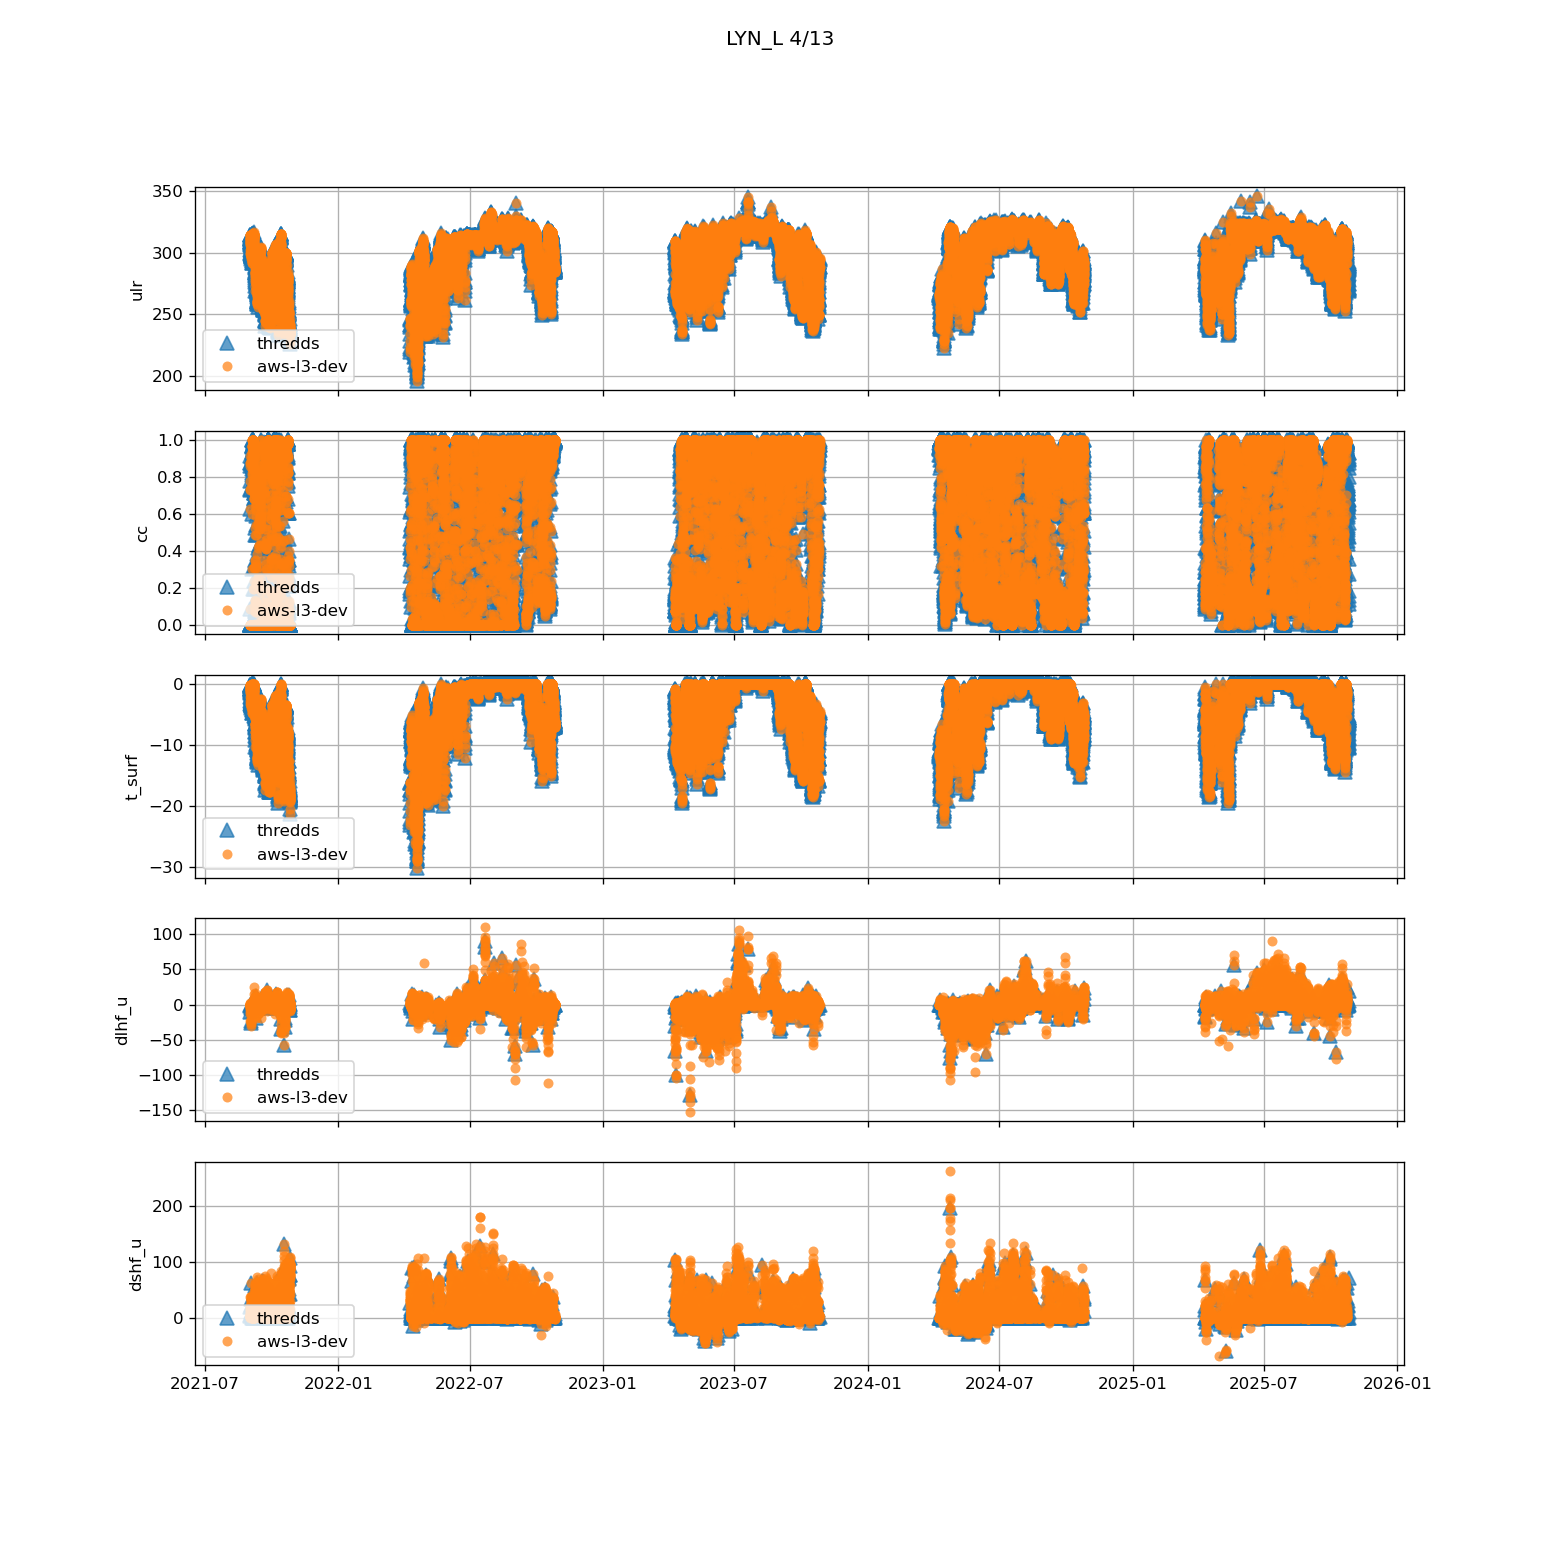 LYN_L 4/13
350
300
250
200
ulr
thredds
aws-l3-dev
1.0
0.8
0.6
0.4
0.2
0.0
cc
thredds
aws-l3-dev
0
−10
−20
−30
t_surf
thredds
aws-l3-dev
100
50
0
−50
−100
−150
dlhf_u
thredds
aws-l3-dev
200
100
0
dshf_u
thredds
aws-l3-dev
2021-07 2022-01 2022-07 2023-01 2023-07 2024-01 2024-07 2025-01 2025-07 2026-01